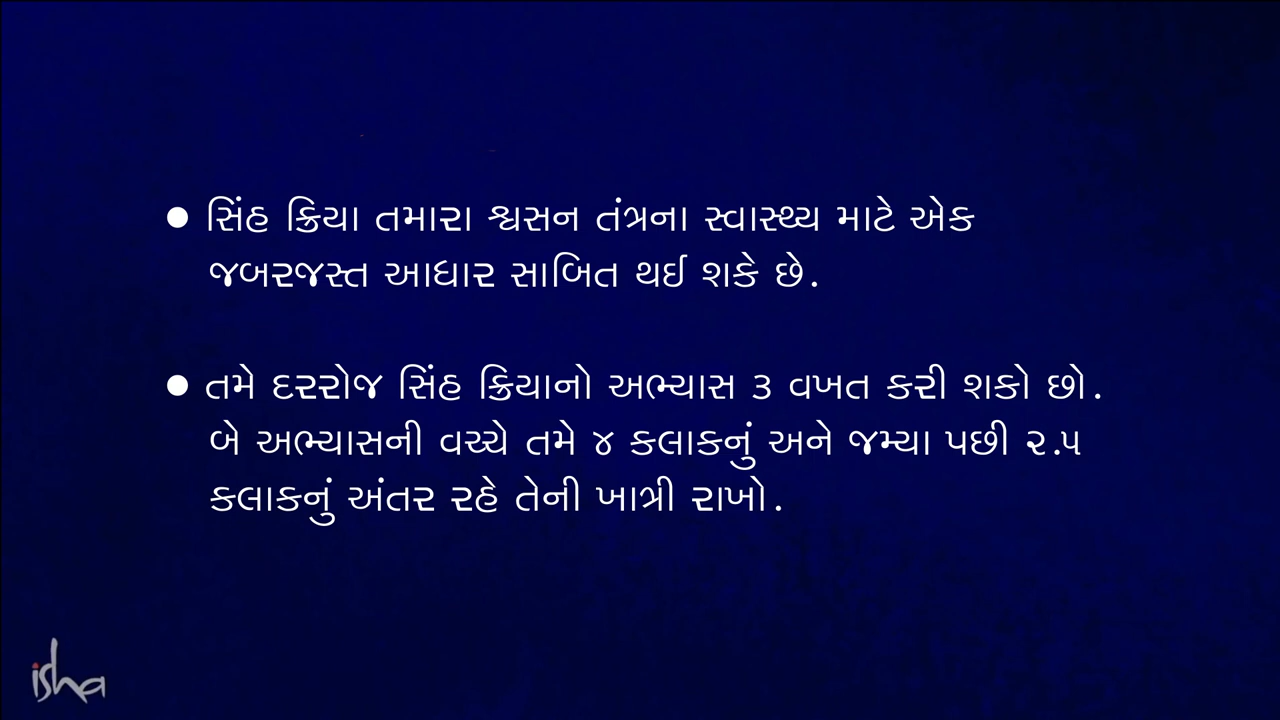 ● સિંહ ક્રિયા તમારા શ્વસન તંત્રના સ્વાસ્થ્ય માટે એક
જબરજસ્ત આધાર સાબિત થઈ શકે છે.
● તમે દરરોજ સિંહ ક્રિયાનો અભ્યાસ ૩ વખત કરી શકો છો.
બે અભ્યાસની વચ્ચે તમે ૪ કલાકનું અને જમ્યા પછી ૨.૫
કલાકનું અંતર રહે તેની ખાત્રી રાખો.
isha